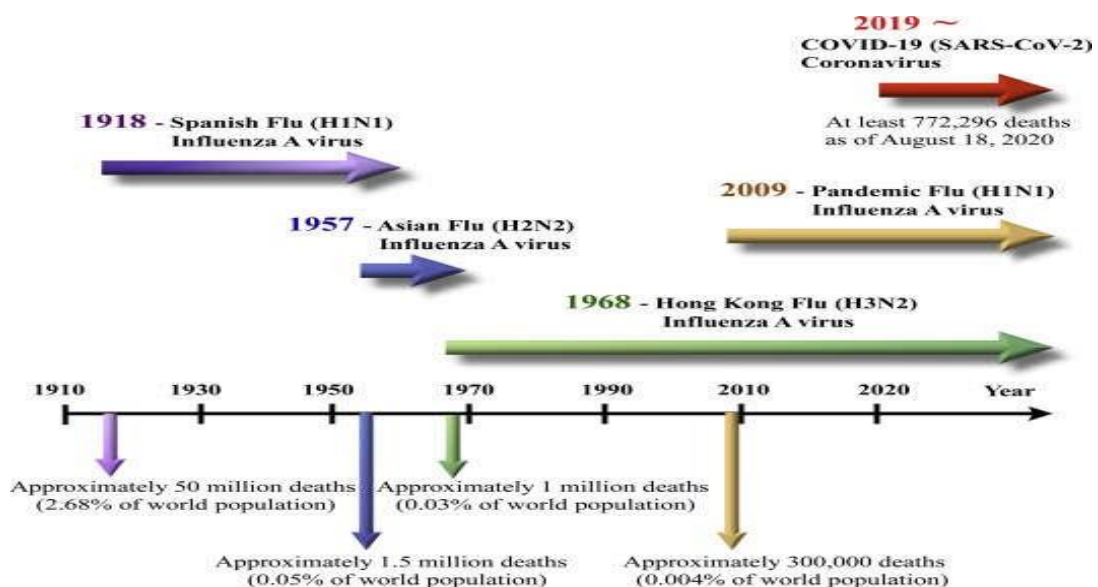 2019 ~
COVID-19 (SARS-CoV-2)
Coronavirus
At least 772,296 deaths
as of August 18, 2020
1918 - Spanish Flu (H1N1)
Influenza A virus
2009 - Pandemic Flu (H1N1)
Influenza A virus
1957 - Asian Flu (H2N2)
Influenza A virus
1968 - Hong Kong Flu (H3N2)
Influenza A virus
1910 1930 1950 1970 1990 2010 2020 Year
Approximately 50 million deaths
(2.68% of world population)
Approximately 1 million deaths
(0.03% of world population)
Approximately 1.5 million deaths
(0.05% of world population)
Approximately 300,000 deaths
(0.004% of world population)